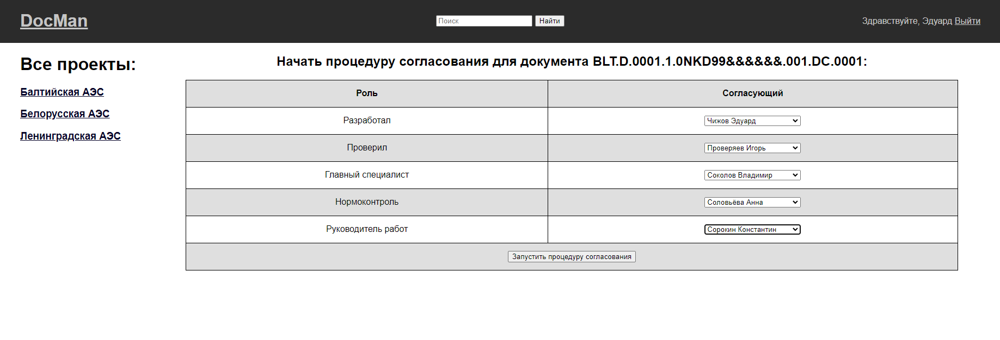 DocMan
Поиск
Найти
Здравствуйте, Эдуард Выйти
Все проекты:
Балтийская АЭС
Белорусская АЭС
Ленинградская АЭС
Начать процедуру согласования для документа BLT.D.0001.1.0NKD99&&&&&&.001.DC.0001:
Роль Согласующий
Разработал Чижов Эдуард
Проверил Проверяев Игорь
Главный специалист Соколов Владимир
Нормоконтроль Соловьёва Анна
Руководитель работ Сорокин Константин
Запустить процедуру согласования